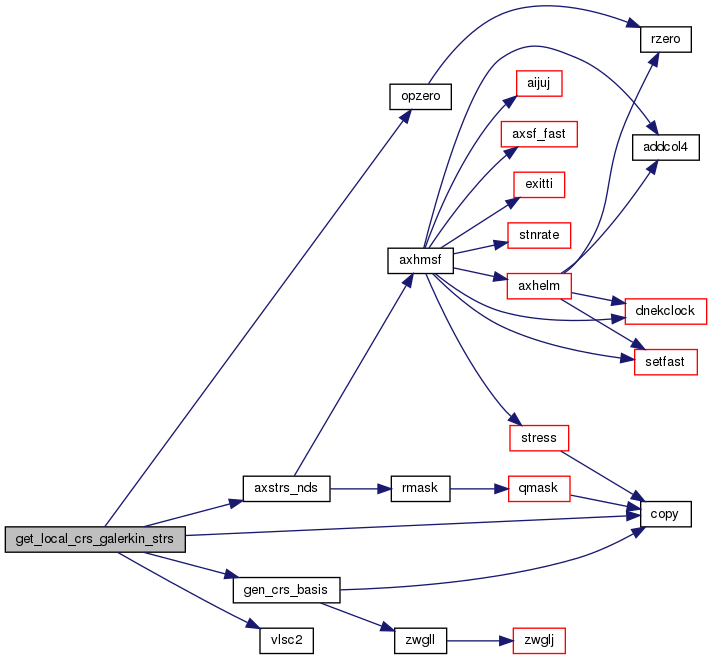 rzero
aijuj
opzero
axsf_fast
addcol4
exitti
stnrate
axhmsf
axhelm
dnekclock
setfast
stress
axstrs_nds
rmask
qmask
copy
get_local_crs_galerkin_strs
gen_crs_basis
vlsc2
zwgll
zwglj